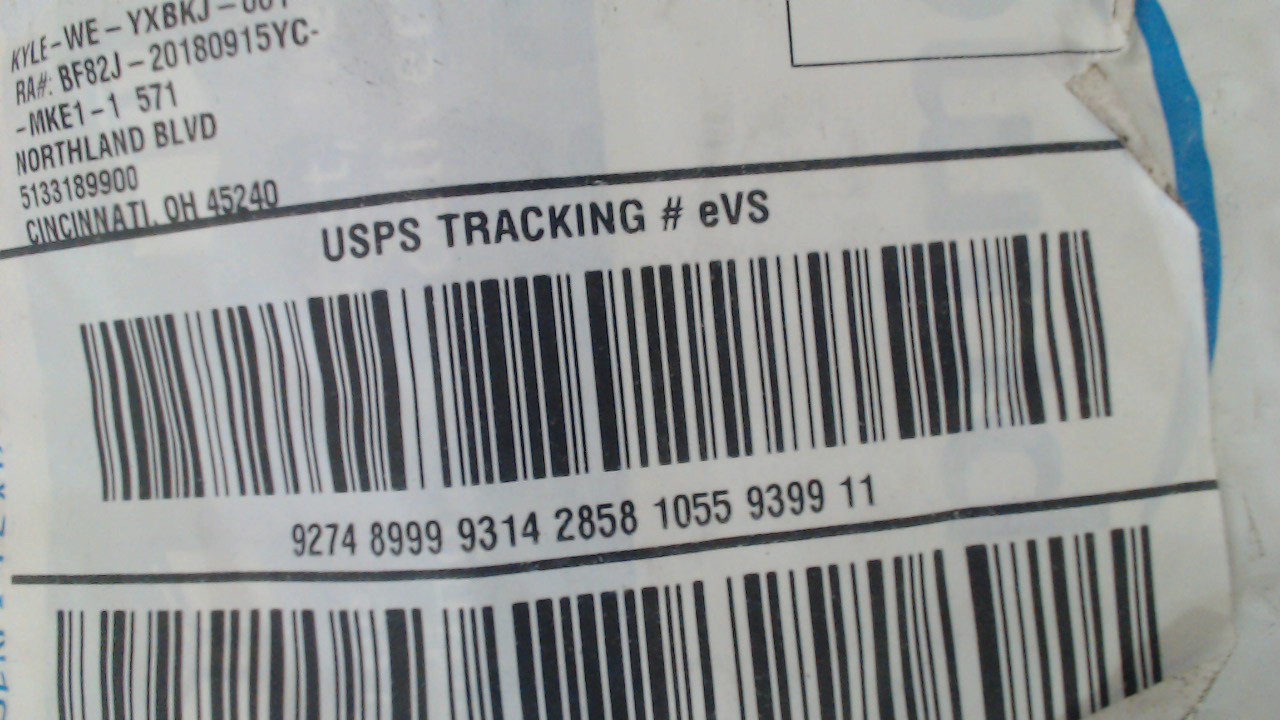 KYLE-WE-YXBKJ-001
RA#: BF82J-20180915YC-
-MKE1-1 571
NORTHLAND BLVD
5133189900
CINCINNATI, OH 45240
USPS TRACKING # eVS
9274 8999 9314 2858 1055 9399 11